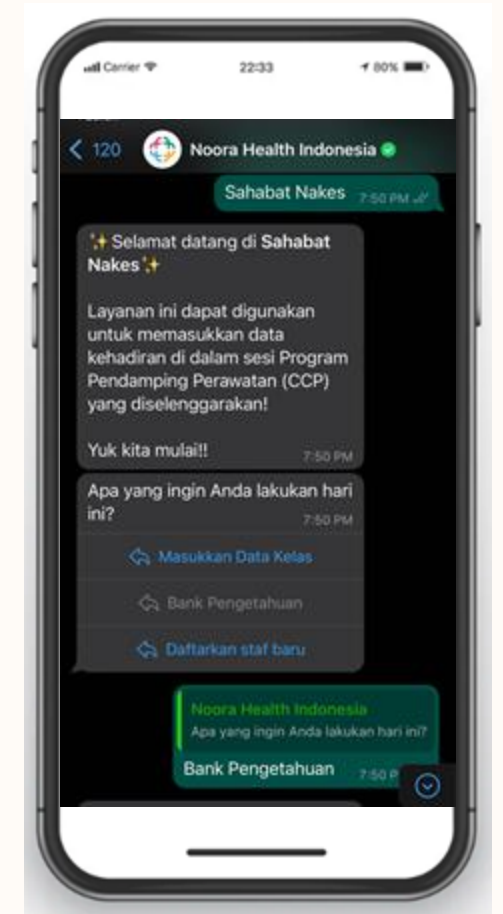 Carrier
22:33
80%
120
Noora Health Indonesia
Sahabat Nakes 7:50 PM
✨Selamat datang di Sahabat
Nakes✨
Layanan ini dapat digunakan
untuk memasukkan data
kehadiran di dalam sesi Program
Pendamping Perawatan (CCP)
yang diselenggarakan!
Yuk kita mulai!!
7:50 PM
Apa yang ingin Anda lakukan hari
ini?
7:50 PM
Masukkan Data Kelas
Bank Pengetahuan
Daftarkan staf baru
Noora Health Indonesia
Apa yang ingin Anda lakukan hari ini?
Bank Pengetahuan 7:50 P